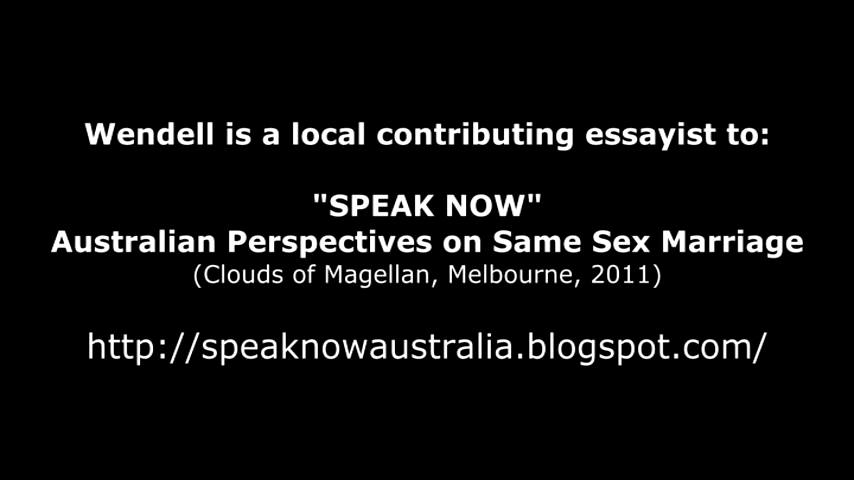 Wendell is a local contributing essayist to:
"SPEAK NOW"
Australian Perspectives on Same Sex Marriage
(Clouds of Magellan, Melbourne, 2011)
http://speaknowaustralia.blogspot.com/